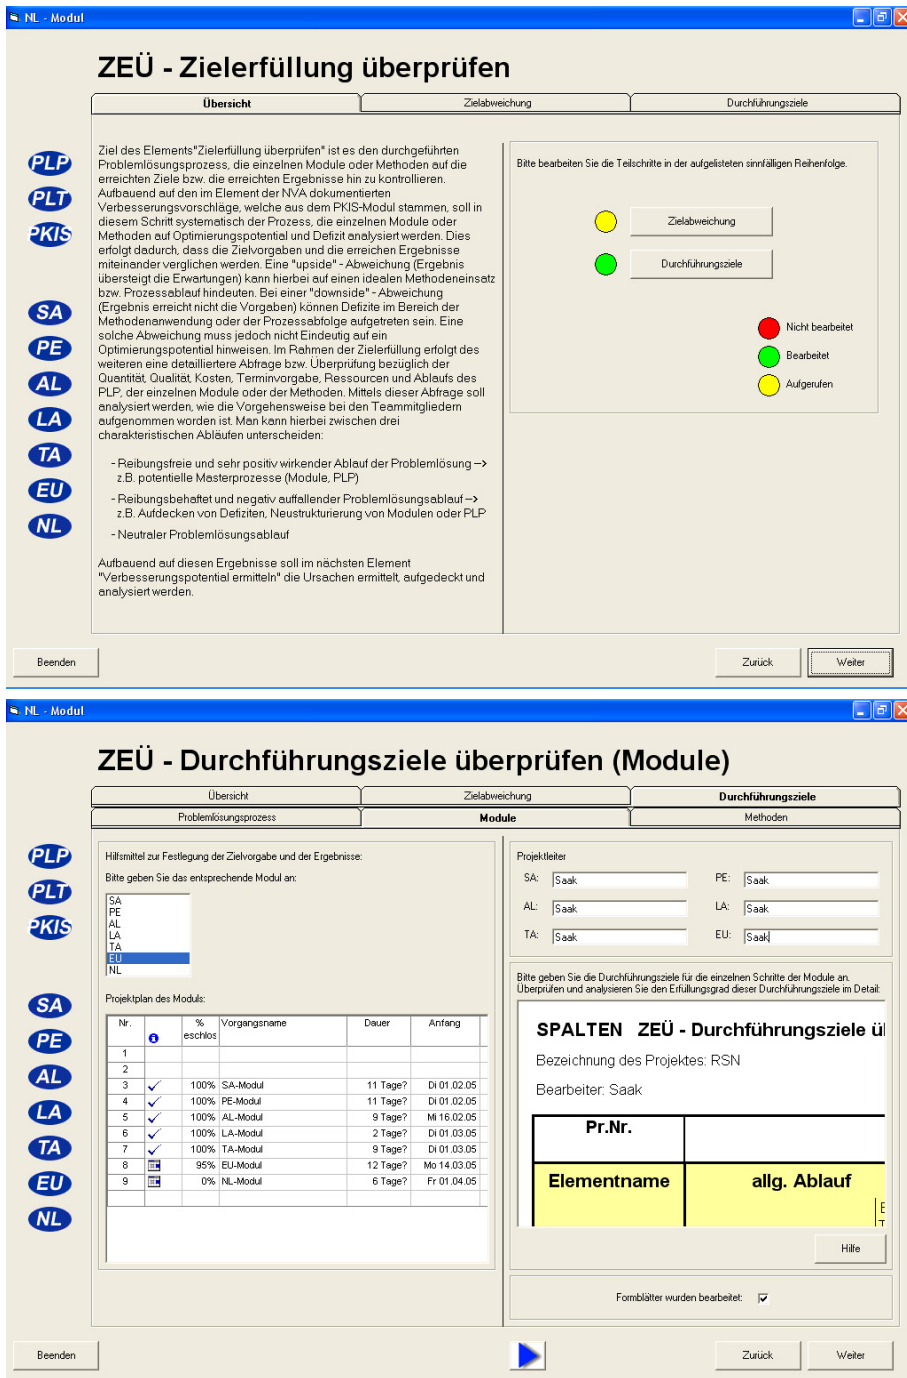 NL - Modul
ZEÜ - Zielerfüllung überprüfen
Übersicht
Zielabweichung
Durchführungsziele
PLP
PLT
PKIS
SA
PE
AL
LA
TA
EU
NL
Ziel des Elements"Zielerfüllung überprüfen" ist es den durchgeführten
Problemlösungsprozess, die einzelnen Module oder Methoden auf die
erreichten Ziele bzw. die erreichten Ergebnisse hin zu kontrollieren.
Aufbauend auf den im Element der NVA dokumentierten
Verbesserungsvorschläge, welche aus dem PKIS-Modul stammen, soll in
diesem Schritt systematisch der Prozess, die einzelnen Module oder
Methoden auf Optimierungspotential und Defizit analysiert werden. Dies
erfolgt dadurch, dass die Zielvorgaben und die erreichen Ergebnisse
miteinander verglichen werden. Eine "upside" - Abweichung (Ergebnis
übersteigt die Erwartungen) kann hierbei auf einen idealen Methodeneinsatz
bzw. Prozessablauf hindeuten. Bei einer "downside" - Abweichung
(Ergebnis erreicht nicht die Vorgaben) können Defizite im Bereich der
Methodenanwendung oder der Prozessabfolge aufgetreten sein. Eine
solche Abweichung muss jedoch nicht Eindeutig auf ein
Optimierungspotential hinweisen. Im Rahmen der Zielerfüllung erfolgt des
weiteren eine detailliertere Abfrage bzw. Überprüfung bezüglich der
Quantität, Qualität, Kosten, Terminvorgabe, Ressourcen und Ablaufs des
PLP, der einzelnen Module oder der Methoden. Mittels dieser Abfrage soll
analysiert werden, wie die Vorgehensweise bei den Teammitgliedern
aufgenommen worden ist. Man kann hierbei zwischen drei
charakteristischen Abläufen unterscheiden:
- Reibungsfreie und sehr positiv wirkender Ablauf der Problemlösung -->
z.B. potentielle Masterprozesse (Module, PLP)
- Reibungsbehaftet und negativ auffallender Problemlösungsablauf -->
z.B. Aufdecken von Defiziten, Neustrukturierung von Modulen oder PLP
- Neutraler Problemlösungsablauf
Aufbauend auf diesen Ergebnisse soll im nächsten Element
"Verbesserungspotential ermitteln" die Ursachen ermittelt, aufgedeckt und
analysiert werden.
Bitte bearbeiten Sie die Teilschritte in der aufgelisteten sinnfälligen Reihenfolge.
Zielabweichung
Durchführungsziele
Nicht bearbeitet
Bearbeitet
Aufgerufen
Beenden
Zurück
Weiter
NL - Modul
ZEÜ - Durchführungsziele überprüfen (Module)
Übersicht
Zielabweichung
Durchführungsziele
Problemlösungsprozess
Module
Methoden
PLP
PLT
PKIS
SA
PE
AL
LA
TA
EU
NL
Hilfsmittel zur Festlegung der Zielvorgabe und der Ergebnisse:
Bitte geben Sie das entsprechende Modul an:
SA
PE
AL
LA
TA
EU
NL
Projektplan des Moduls:
Nr. % eschlos Vorgangsname Dauer Anfang
1
2
3 100% SA-Modul 11 Tage? Di 01.02.05
4 100% PE-Modul 11 Tage? Di 01.02.05
5 100% AL-Modul 9 Tage? Mi 16.02.05
6 100% LA-Modul 2 Tage? Di 01.03.05
7 100% TA-Modul 9 Tage? Di 01.03.05
8 95% EU-Modul 12 Tage? Mo 14.03.05
9 0% NL-Modul 6 Tage? Fr 01.04.05
Projektleiter
SA: Saak PE: Saak
AL: Saak LA: Saak
TA: Saak EU: Saak
Bitte geben Sie die Durchführungsziele für die einzelnen Schritte der Module an.
Überprüfen und analysieren Sie den Erfüllungsgrad dieser Durchführungsziele im Detail:
SPALTEN ZEÜ - Durchführungsziele ü
Bezeichnung des Projektes: RSN
Bearbeiter: Saak
Pr.Nr.
Elementname allg. Ablauf
Hilfe
Formblätter wurden bearbeitet:
Beenden
Zurück
Weiter